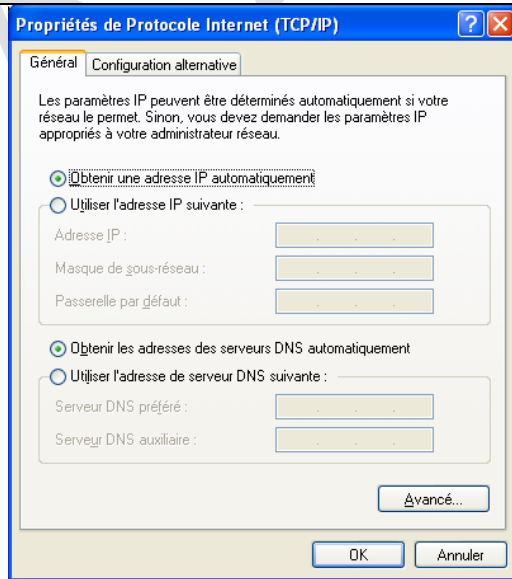 Propriétés de Protocole Internet (TCP/IP)
Général Configuration alternative
Les paramètres IP peuvent être déterminés automatiquement si votre
réseau le permet. Sinon, vous devez demander les paramètres IP
appropriés à votre administrateur réseau.
Obtenir une adresse IP automatiquement
Utiliser l'adresse IP suivante :
Adresse IP :
Masque de sous-réseau :
Passerelle par défaut :
Obtenir les adresses des serveurs DNS automatiquement
Utiliser l'adresse de serveur DNS suivante :
Serveur DNS préféré :
Serveur DNS auxiliaire :
Avancé...
OK Annuler